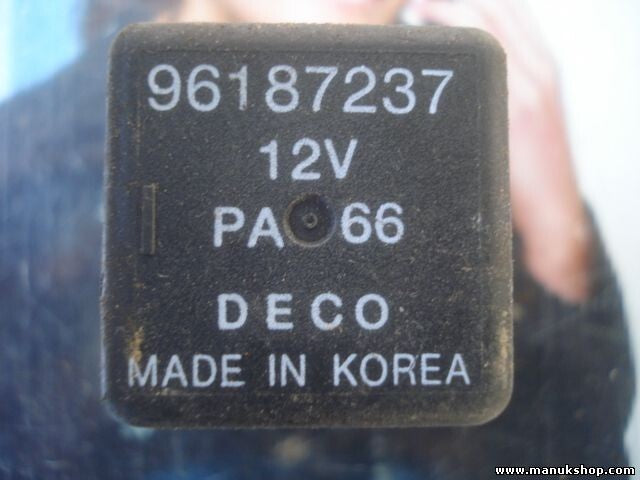 96187237
12V
PA 66
DECO
MADE IN KOREA
www.manukshop.com